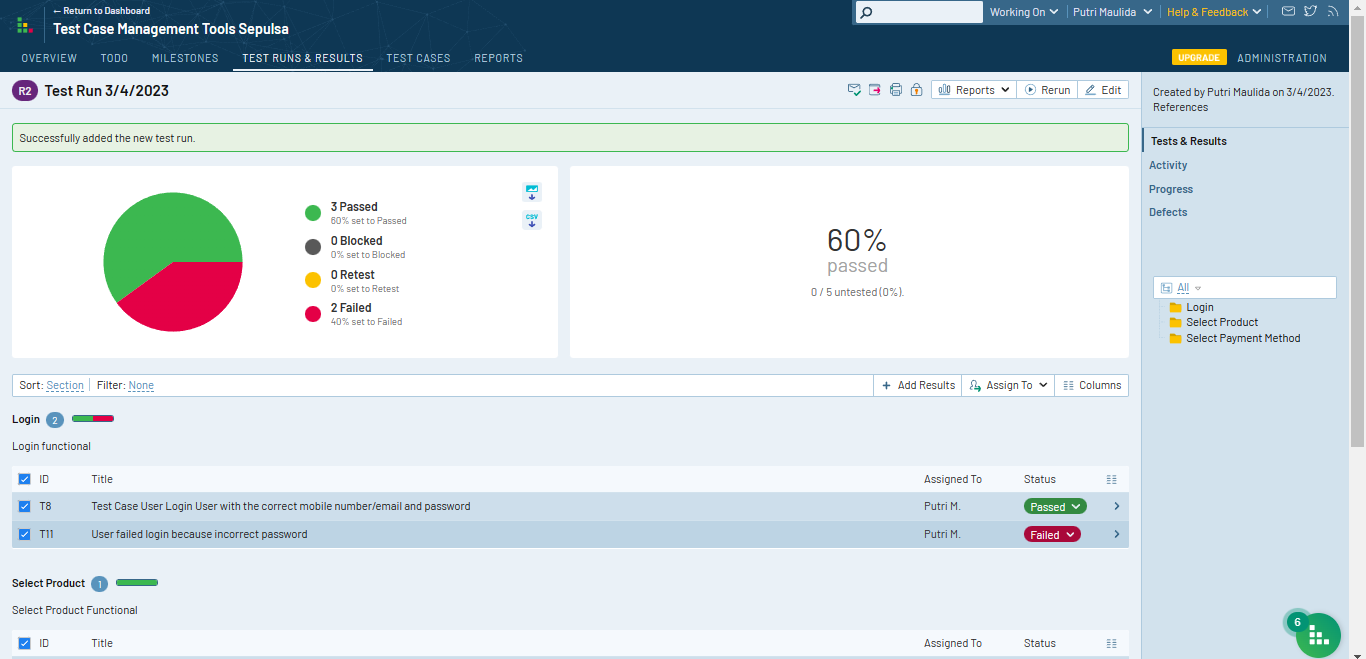 ← Return to Dashboard
Test Case Management Tools Sepulsa
Working On
Putri Maulida
Help & Feedback
OVERVIEW TODO MILESTONES TEST RUNS & RESULTS TEST CASES REPORTS
UPGRADE ADMINISTRATION
R2 Test Run 3/4/2023
Reports Rerun Edit
Created by Putri Maulida on 3/4/2023.
References
Successfully added the new test run.
Tests & Results
Activity
Progress
Defects
3 Passed
60% set to Passed
0 Blocked
0% set to Blocked
0 Retest
0% set to Retest
2 Failed
40% set to Failed
CSV
60%
passed
0 / 5 untested (0%).
All
Login
Select Product
Select Payment Method
Sort: Section Filter: None
Add Results Assign To Columns
Login 2
Login functional
ID Title Assigned To Status
T8 Test Case User Login User with the correct mobile number/email and password Putri M. Passed
T11 User failed login because incorrect password Putri M. Failed
Select Product 1
Select Product Functional
ID Title Assigned To Status
6